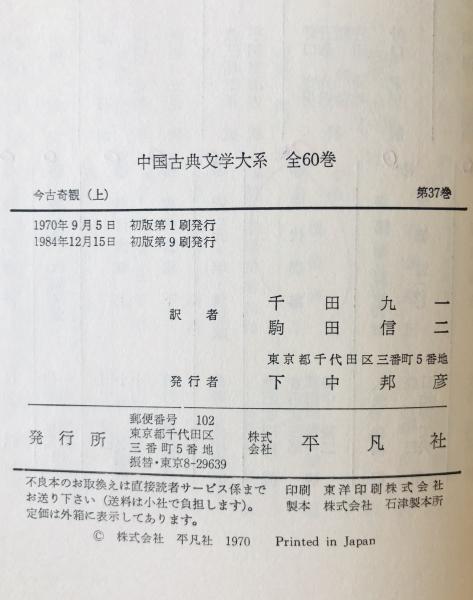 中国古典文学大系 全60巻
今古奇観（上） 第37巻
1970年9月5日 初版第1刷発行
1984年12月15日 初版第9刷発行
訳者 千田九一
駒田信二
東京都千代田区三番町5番地
発行者 下中邦彦
発行所 郵便番号 102
東京都千代田区
三番町5番地
振替・東京8-29639
株式会社 平凡社
不良本のお取換えは直接読者サービス係まで
お送り下さい（送料は小社で負担します）。
定価は外箱に表示してあります。
印刷 東洋印刷株式会社
製本 株式会社 石津製本所
© 株式会社 平凡社 1970 Printed in Japan